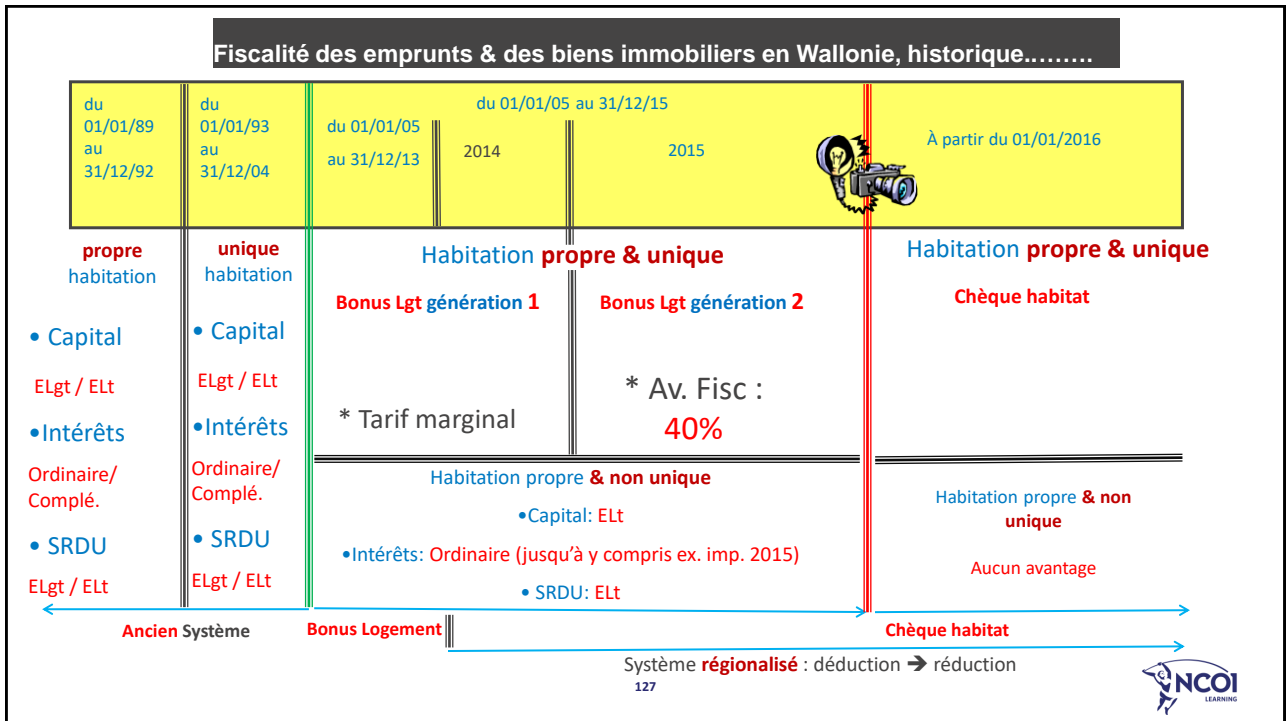 Fiscalité des emprunts & des biens immobiliers en Wallonie, historique.........
du
01/01/89
au
31/12/92
du
01/01/93
au
31/12/04
du 01/01/05 au 31/12/15
du 01/01/05
au 31/12/13
2014
2015
À partir du 01/01/2016
propre
habitation
• Capital
ELgt / ELt
•Intérêts
Ordinaire/
Complé.
• SRDU
ELgt / ELt
unique
habitation
• Capital
ELgt / ELt
•Intérêts
Ordinaire/
Complé.
• SRDU
ELgt / ELt
Habitation propre & unique
Bonus Lgt génération 1
Bonus Lgt génération 2
* Tarif marginal
* Av. Fisc :
40%
Habitation propre & non unique
•Capital: ELt
•Intérêts: Ordinaire (jusqu'à y compris ex. imp. 2015)
• SRDU: ELt
Habitation propre & unique
Chèque habitat
Habitation propre & non
unique
Aucun avantage
Ancien Système
Bonus Logement
Chèque habitat
Système régionalisé : déduction ➔ réduction
127
NCOI
LEARNING